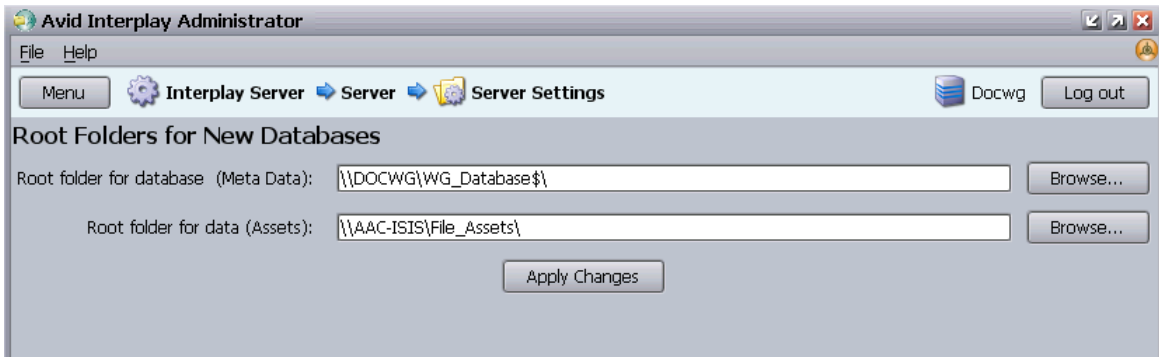 Avid Interplay Administrator
File Help
Menu Interplay Server Server Server Settings Docwg Log out
Root Folders for New Databases
Root folder for database (Meta Data): \\DOCWG\WG_Database$\ Browse...
Root folder for data (Assets): \\AAC-ISIS\File_Assets\ Browse...
Apply Changes